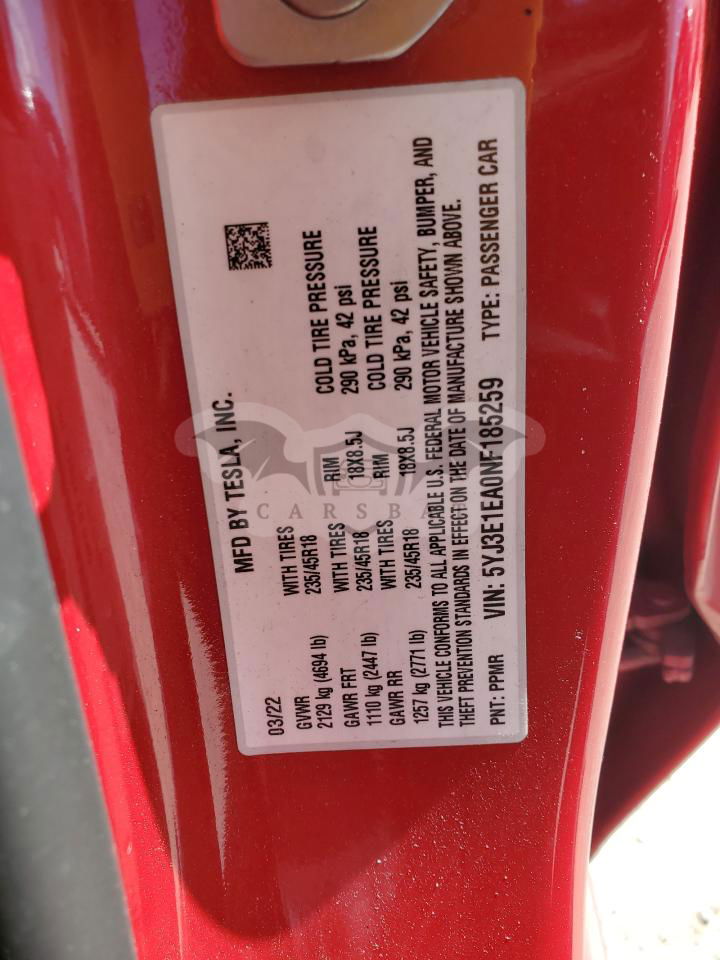 MFD BY TESLA, INC.
03/22
GVWR WITH TIRES RIM COLD TIRE PRESSURE
2129 kg (4694 lb) 235/45R18 18X8.5J 290 kPa, 42 psi
GAWR FRT WITH TIRES RIM COLD TIRE PRESSURE
1110 kg (2447 lb) 235/45R18 18X8.5J 290 kPa, 42 psi
GAWR RR WITH TIRES
1257 kg (2771 lb) 235/45R18
THIS VEHICLE CONFORMS TO ALL APPLICABLE U.S. FEDERAL MOTOR VEHICLE SAFETY, BUMPER, AND
THEFT PREVENTION STANDARDS IN EFFECT ON THE DATE OF MANUFACTURE SHOWN ABOVE.
PNT: PPMR VIN: 5YJ3E1EA0NF185259 TYPE: PASSENGER CAR
CARSBAT